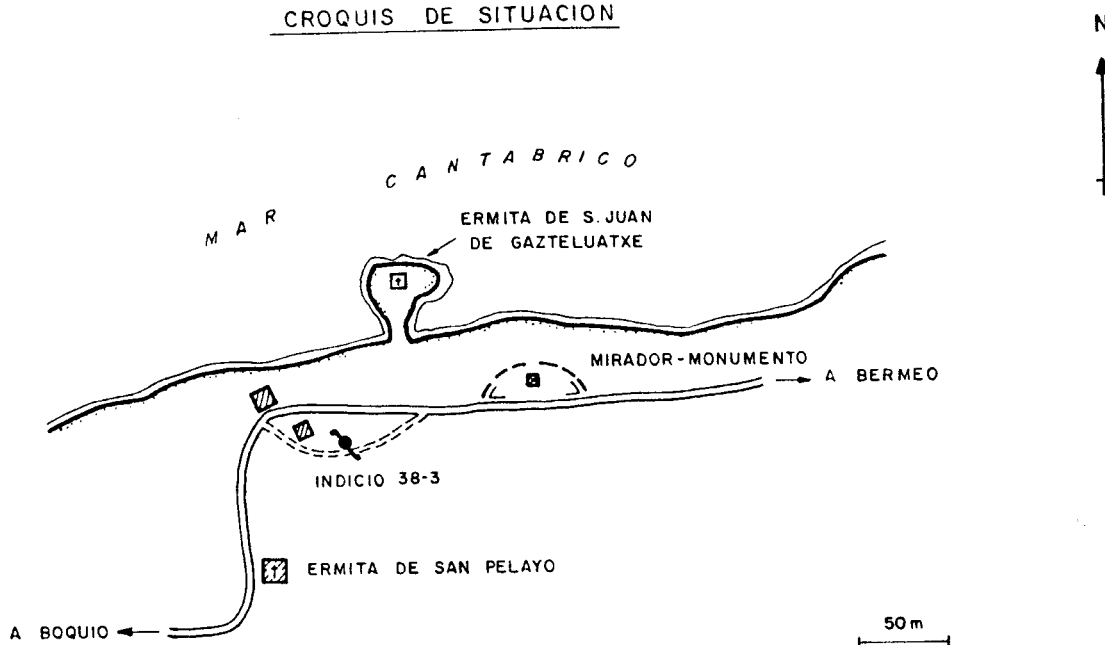 CROQUIS DE SITUACION
N
MAR CANTABRICO
ERMITA DE S. JUAN
DE GAZTELUATXE
MIRADOR-MONUMENTO
A BERMEO
INDICIO 38-3
ERMITA DE SAN PELAYO
A BOQUIO
50 m